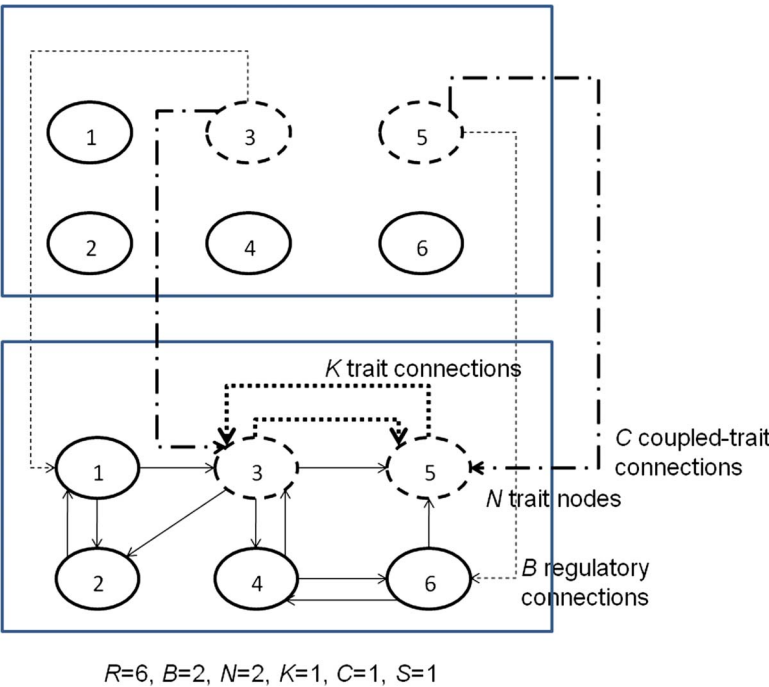 1
3
5
2
4
6
K trait connections
C coupled-trait
connections
1
3
5
N trait nodes
2
4
6
B regulatory
connections
R=6, B=2, N=2, K=1, C=1, S=1